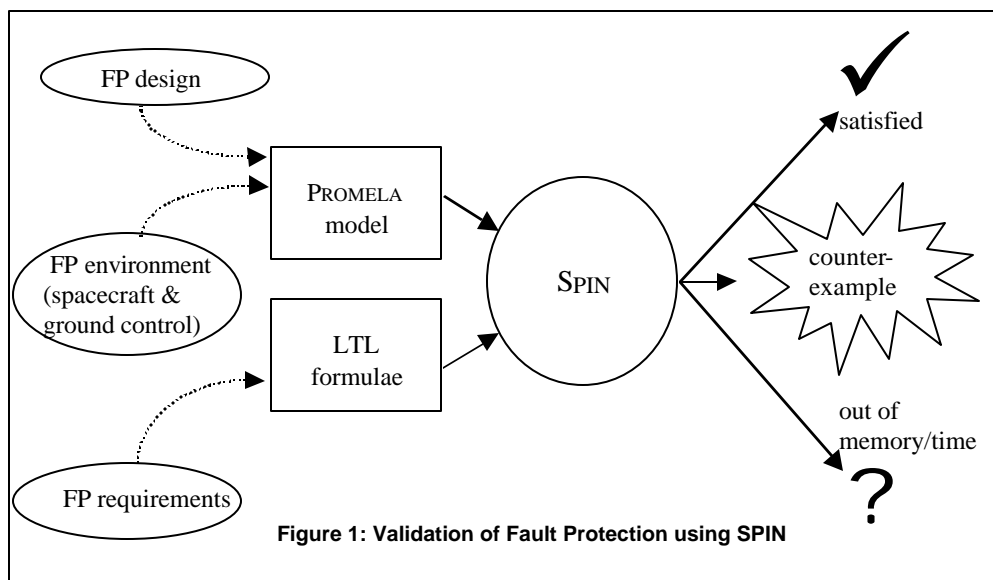 FP design
FP environment
(spacecraft &
ground control)
FP requirements
PROMELA
model
LTL
formulae
SPIN
satisfied
counter-
example
out of
memory/time
?
Figure 1: Validation of Fault Protection using SPIN